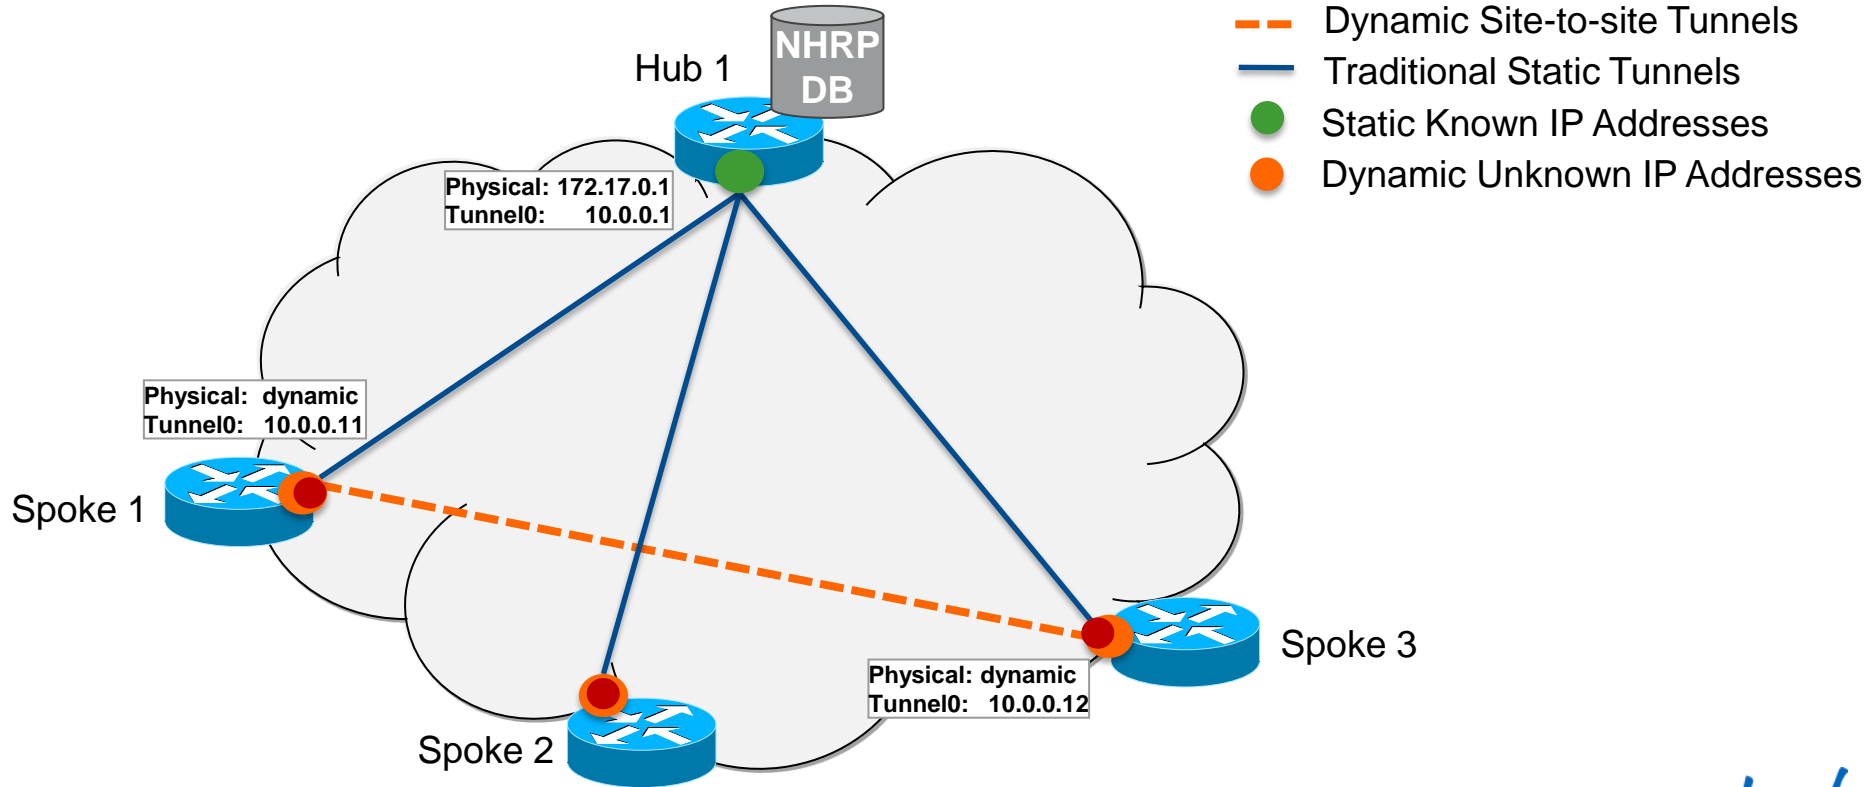 Dynamic Site-to-site Tunnels
Traditional Static Tunnels
Static Known IP Addresses
Dynamic Unknown IP Addresses
NHRP
DB
Hub 1
Physical: 172.17.0.1
Tunnel0: 10.0.0.1
Physical: dynamic
Tunnel0: 10.0.0.11
Spoke 1
Spoke 3
Physical: dynamic
Tunnel0: 10.0.0.12
Spoke 2